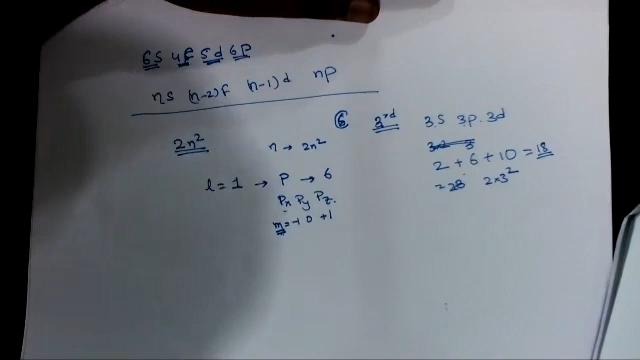 6s 4f 5d 6p
ns (n-2)f (n-1)d np
2n²
n → 2n²
l = 1 → P → 6
Px Py Pz.
m = -1 0 +1
3rd 3s 3p 3d
2 + 6 + 10 = 18
2×3²